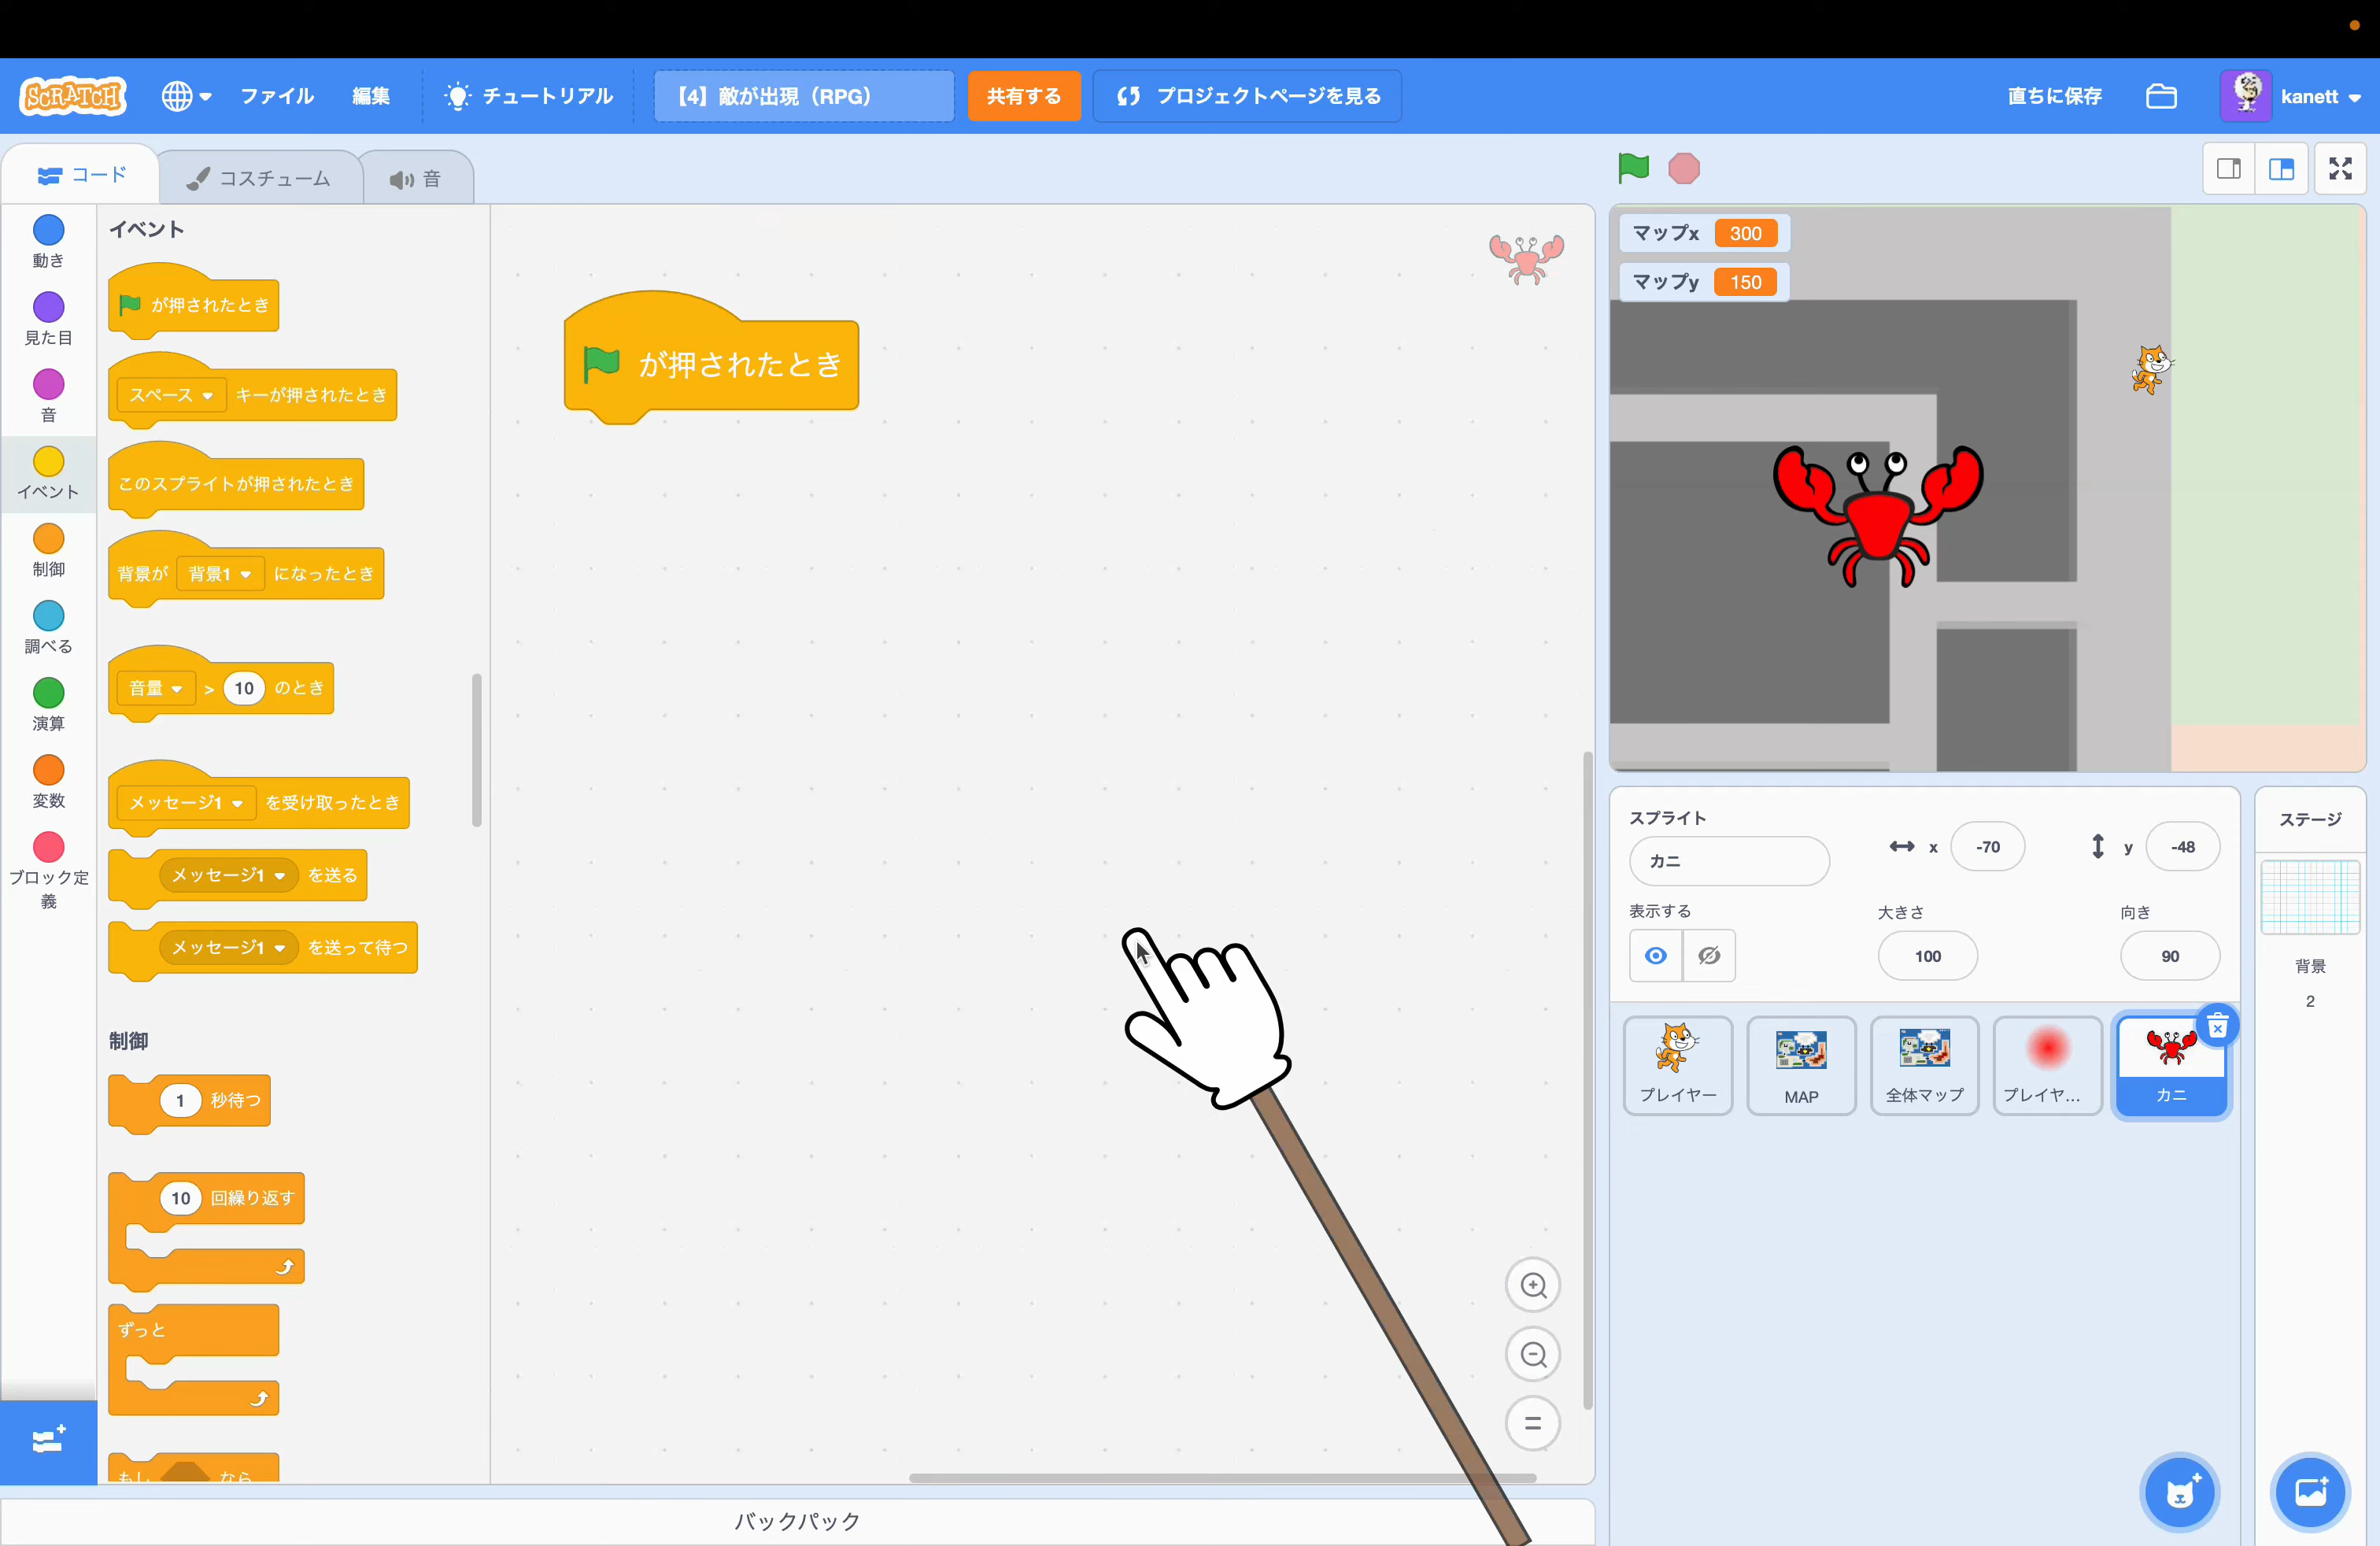 SCRATCH
ファイル
編集
チュートリアル
【4】敵が出現（RPG）
共有する
プロジェクトページを見る
直ちに保存
kanett
コード
コスチューム
音
動き
見た目
音
イベント
制御
調べる
演算
変数
ブロック定
義
イベント
が押されたとき
スペース キーが押されたとき
このスプライトが押されたとき
背景が 背景1 になったとき
音量 > 10 のとき
メッセージ1 を受け取ったとき
メッセージ1 を送る
メッセージ1 を送って待つ
制御
1 秒待つ
10 回繰り返す
ずっと
もし なら
が押されたとき
マップx 300
マップy 150
スプライト
カニ
x -70
y -48
表示する
大きさ
100
向き
90
プレイヤー
MAP
全体マップ
プレイヤ...
カニ
ステージ
背景
2
バックパック